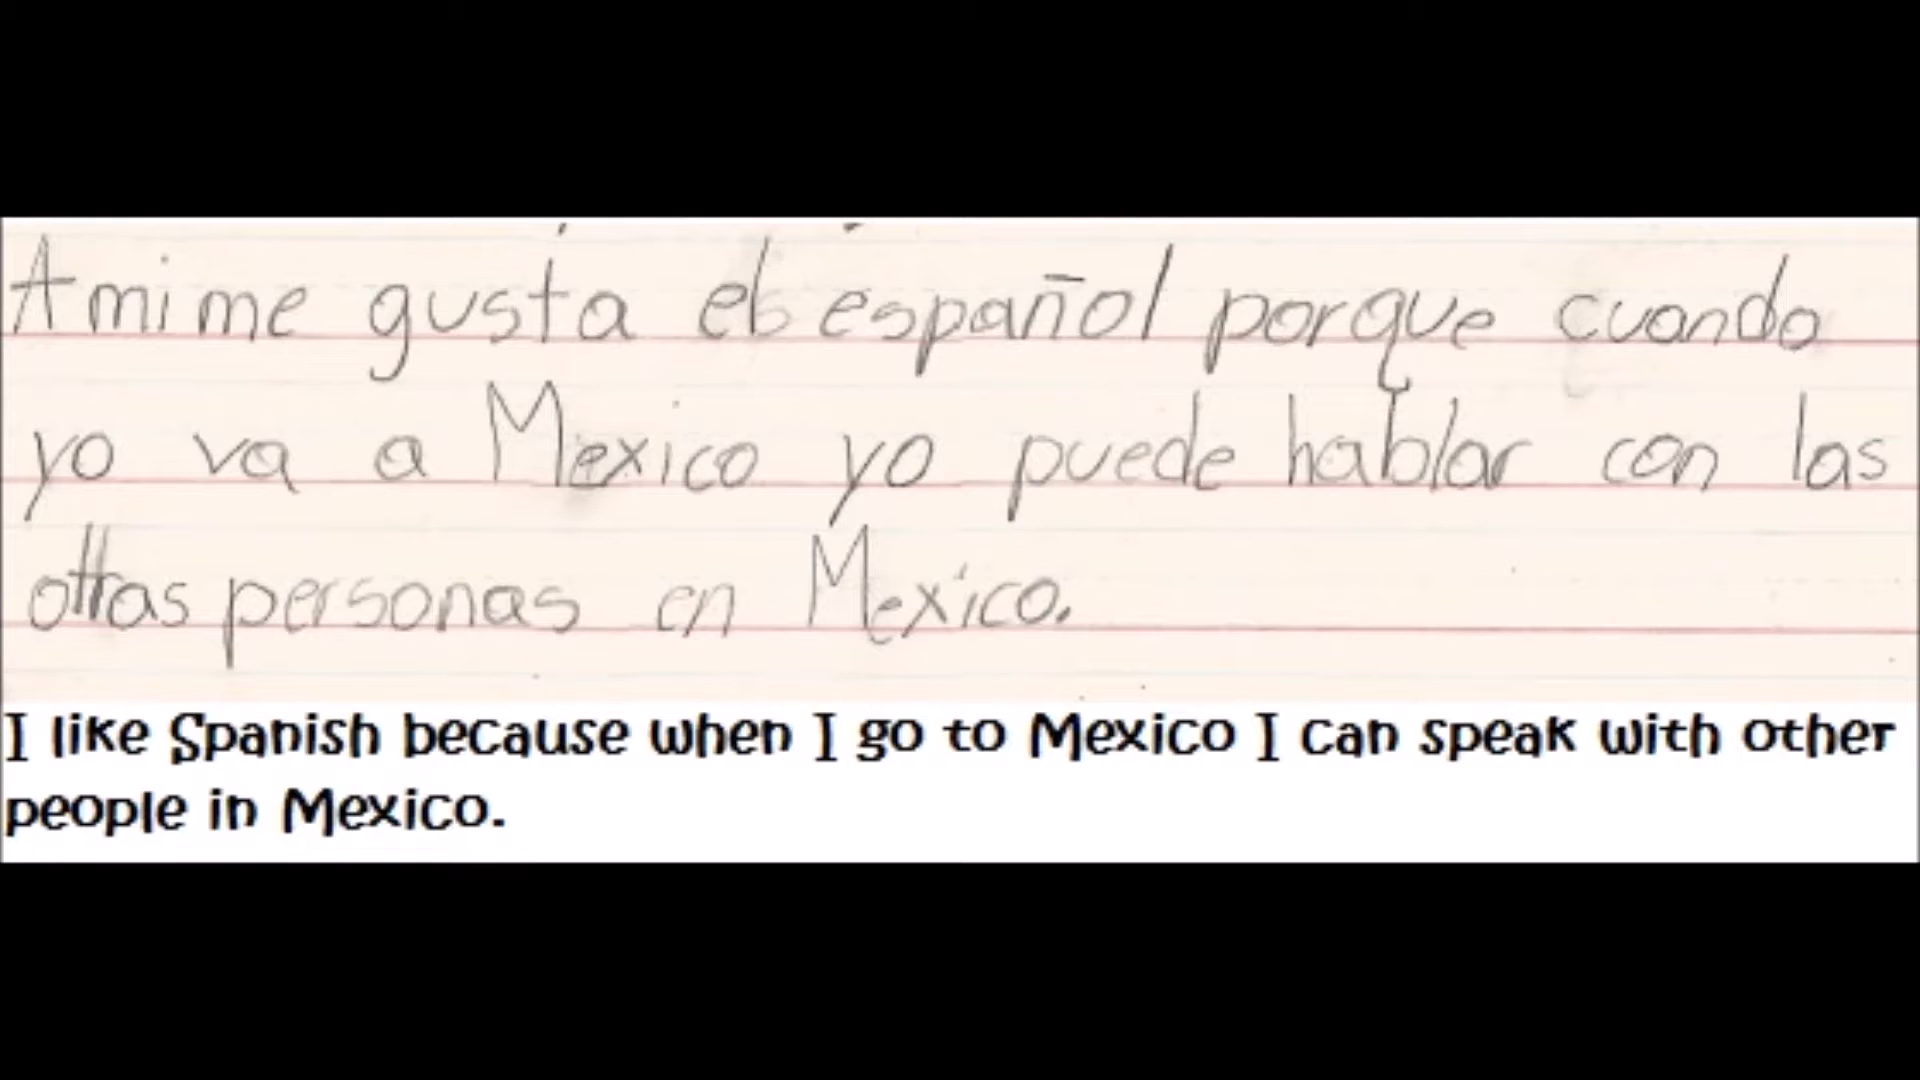 A mi me gusta el español porque cuando
yo va a Mexico yo puede hablar con las
otras personas en Mexico.
I like Spanish because when I go to Mexico I can speak with other
people in Mexico.